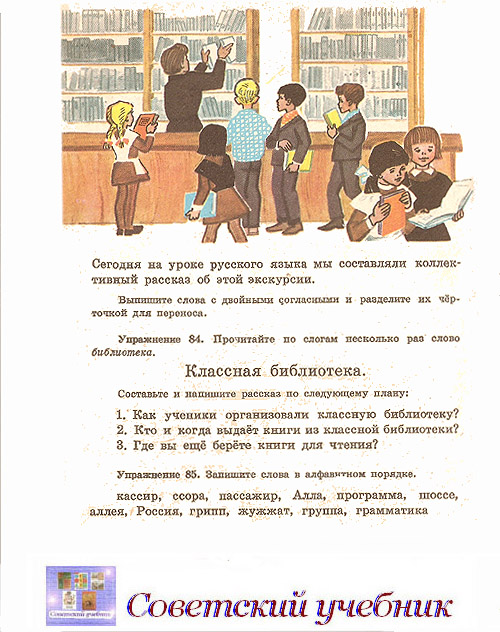 Сегодня на уроке русского языка мы составляли коллек-
тивный рассказ об этой экскурсии.
Выпишите слова с двойными согласными и разделите их чёр-
точкой для переноса.
Упражнение 84. Прочитайте по слогам несколько раз слово
библиотека.
Классная библиотека.
Составьте и напишите рассказ по следующему плану:
1. Как ученики организовали классную библиотеку?
2. Кто и когда выдаёт книги из классной библиотеки?
3. Где вы ещё берёте книги для чтения?
Упражнение 85. Запишите слова в алфавитном порядке.
кассир, ссора, пассажир, Алла, программа, шоссе,
аллея, Россия, грипп, жужжат, группа, грамматика
Советский учебник
Советский учебник